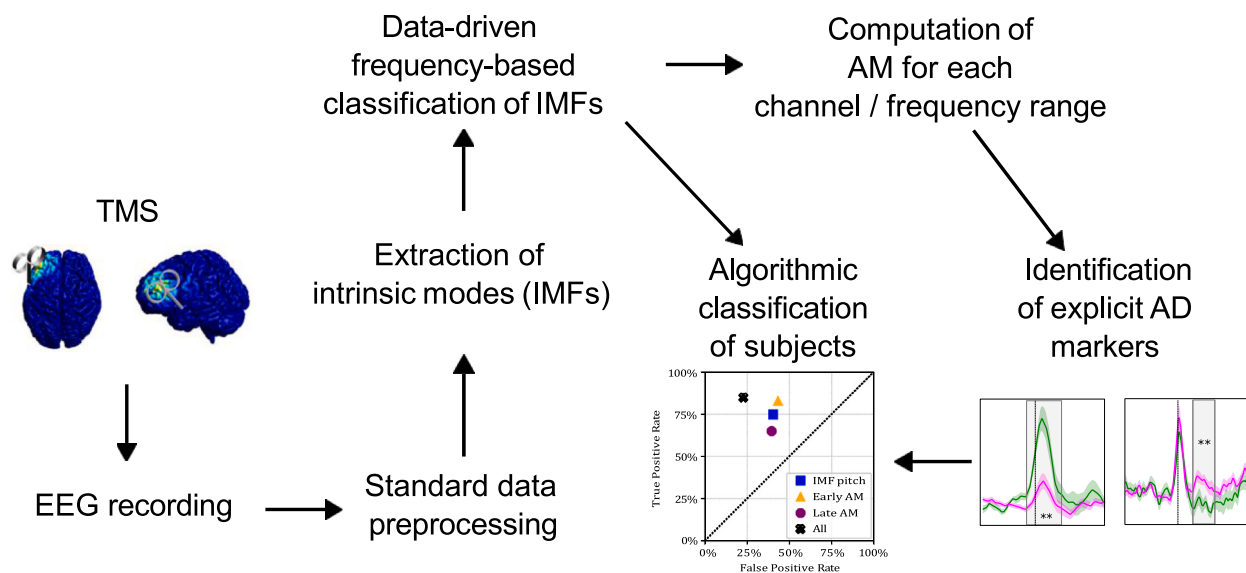 TMS
EEG recording
Standard data
preprocessing
Extraction of
intrinsic modes (IMFs)
Data-driven
frequency-based
classification of IMFs
Computation of
AM for each
channel / frequency range
Identification
of explicit AD
markers
**
**
Algorithmic
classification
of subjects
100%
75%
50%
25%
0%
True Positive Rate
IMF pitch
Early AM
Late AM
All
0% 25% 50% 75% 100%
False Positive Rate